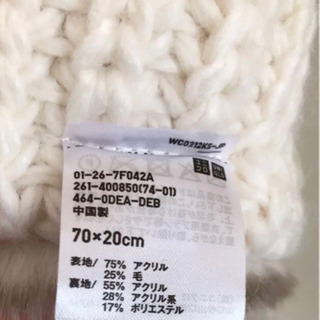 WC0212KS-JP
01-26-7F042A
261-400850(74-01)
464-0DEA-DEB
中国製
70×20cm
表地/ 75% アクリル
25% 毛
裏地/ 55% アクリル
28% アクリル系
17% ポリエステル